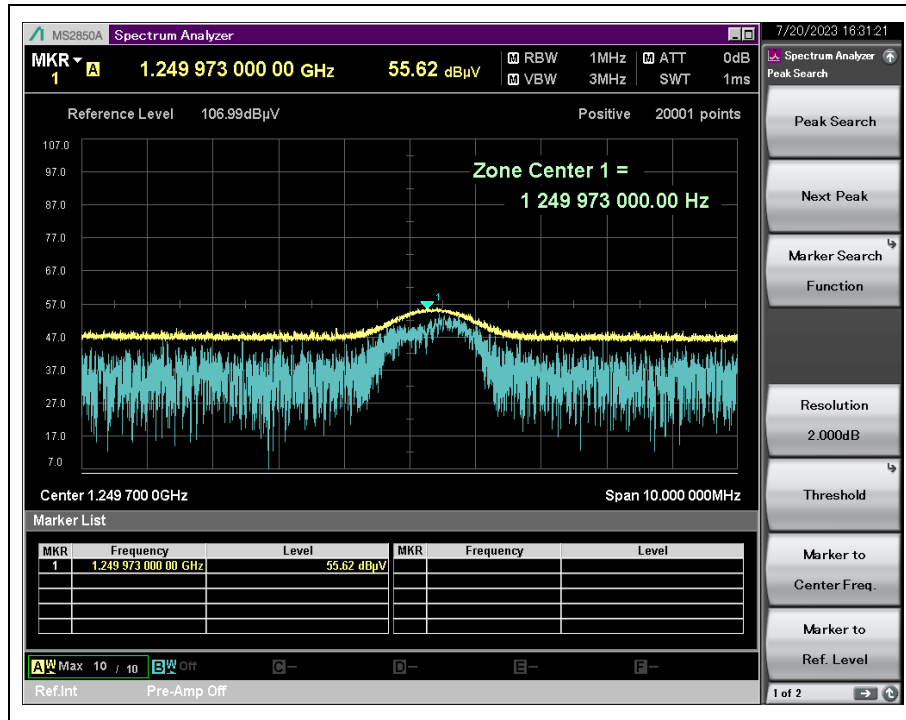 MS2850A Spectrum Analyzer
7/20/2023 16:31:21
MKR 1 A 1.249 973 000 00 GHz 55.62 dBµV
M RBW 1MHz M ATT 0dB
M VBW 3MHz SWT 1ms
Spectrum Analyzer
Peak Search
Reference Level 106.99dBµV Positive 20001 points
107.0
97.0
87.0
77.0
67.0
57.0
47.0
37.0
27.0
17.0
7.0
Zone Center 1 =
1 249 973 000.00 Hz
1
Center 1.249 700 0GHz Span 10.000 000MHz
Marker List
MKR Frequency Level MKR Frequency Level
1 1.249 973 000 00 GHz 55.62 dBµV
A W Max 10 / 10 B W Off C – D – E – F –
Ref.Int Pre-Amp Off
Peak Search
Next Peak
Marker Search
Function
Resolution
2.000dB
Threshold
Marker to
Center Freq.
Marker to
Ref. Level
1 of 2